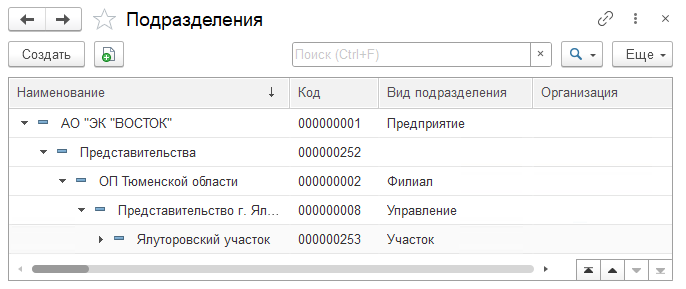 Подразделения
Создать Поиск (Ctrl+F) × Еще
Наименование ↓ Код Вид подразделения Организация
АО "ЭК "ВОСТОК" 000000001 Предприятие
Представительства 000000252
ОП Тюменской области 000000002 Филиал
Представительство г. Ял... 000000008 Управление
Ялуторовский участок 000000253 Участок